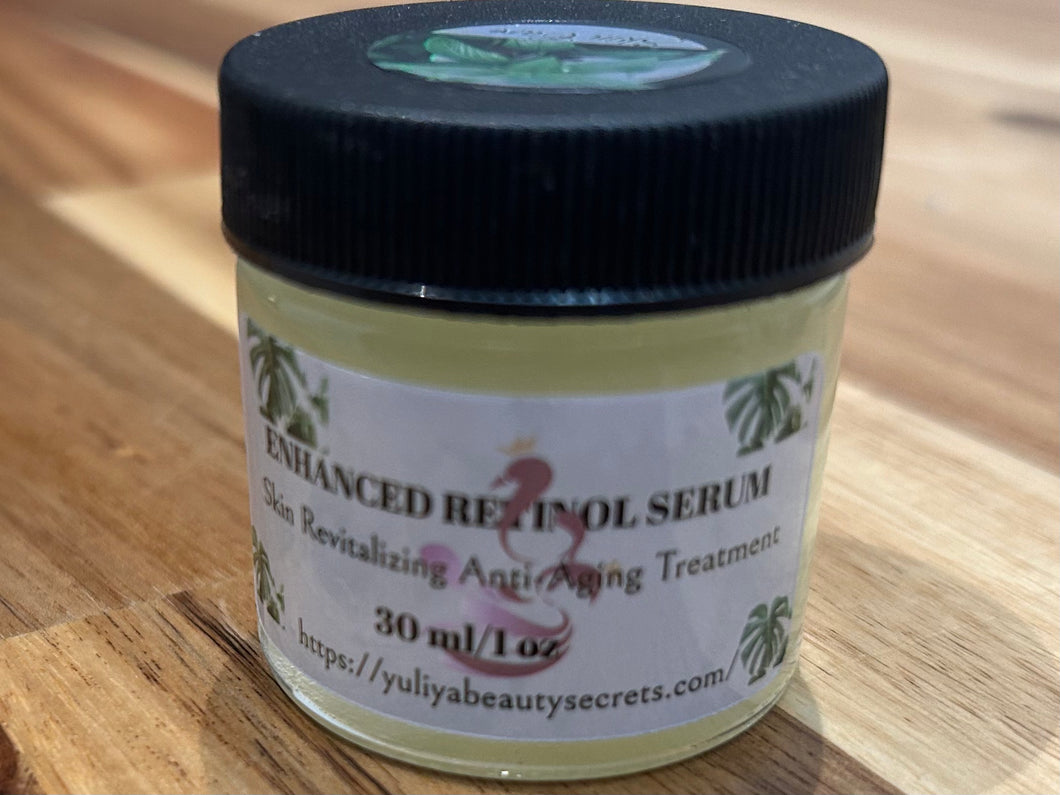 ENHANCED RETINOL SERUM
Skin Revitalizing Anti-Aging Treatment
30 ml/1 oz
https://yuliyabeautysecrets.com/